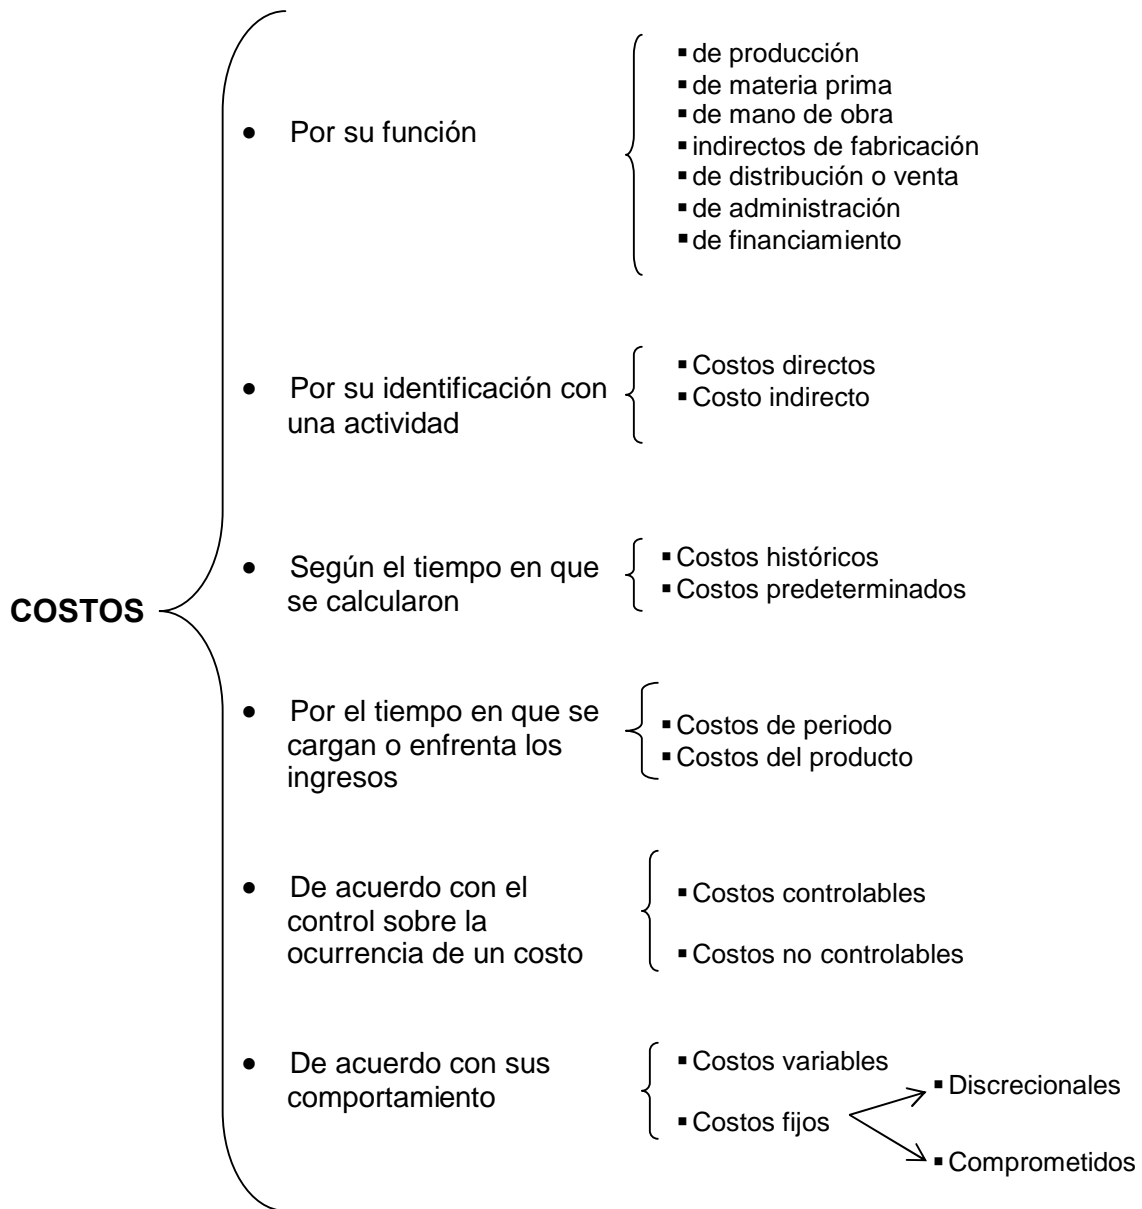 COSTOS
• Por su función
▪ de producción
▪ de materia prima
▪ de mano de obra
▪ indirectos de fabricación
▪ de distribución o venta
▪ de administración
▪ de financiamiento
• Por su identificación con
una actividad
▪ Costos directos
▪ Costo indirecto
• Según el tiempo en que
se calcularon
▪ Costos históricos
▪ Costos predeterminados
• Por el tiempo en que se
cargan o enfrenta los
ingresos
▪ Costos de periodo
▪ Costos del producto
• De acuerdo con el
control sobre la
ocurrencia de un costo
▪ Costos controlables
▪ Costos no controlables
• De acuerdo con sus
comportamiento
▪ Costos variables
▪ Costos fijos
▪ Discrecionales
▪ Comprometidos